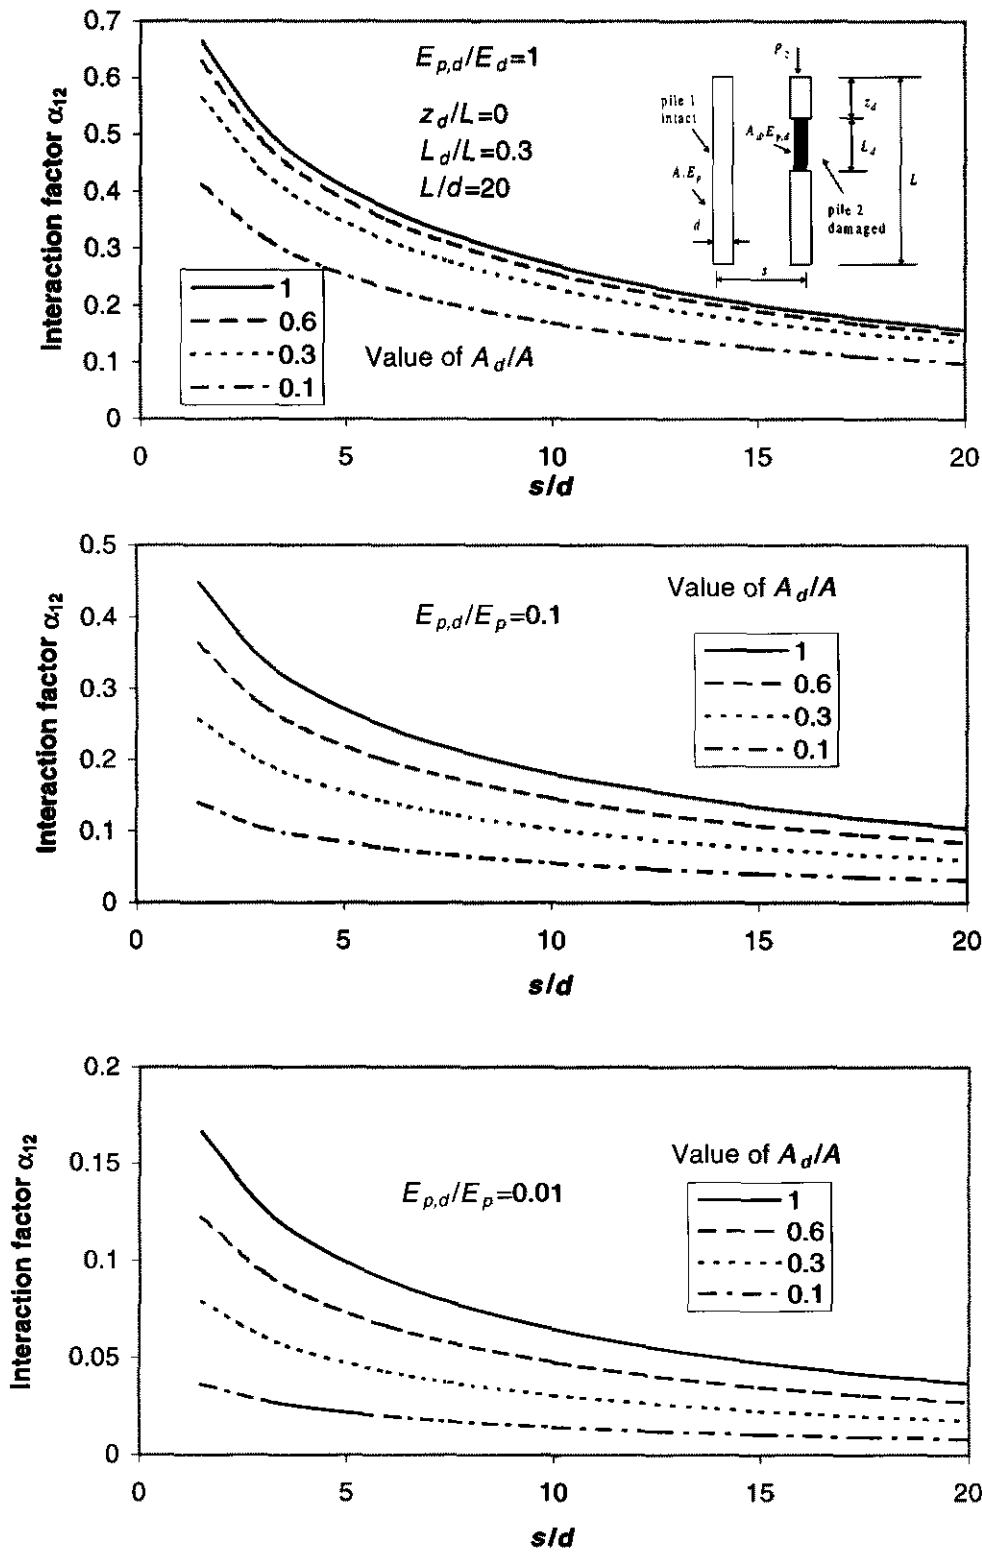 0.7
0.6
0.5
0.4
0.3
0.2
0.1
0
Interaction factor α12
Ep,d/Ed=1
zd/L=0
Ld/L=0.3
L/d=20
pile 1
intact
A,Ep
d
s
P2
Ad,Ep,d
zd
Ld
L
pile 2
damaged
1
0.6
0.3
0.1
Value of Ad/A
0 5 10 15 20
s/d
0.5
0.4
0.3
0.2
0.1
0
Interaction factor α12
Ep,d/Ep=0.1
Value of Ad/A
1
0.6
0.3
0.1
0 5 10 15 20
s/d
0.2
0.15
0.1
0.05
0
Interaction factor α12
Ep,d/Ep=0.01
Value of Ad/A
1
0.6
0.3
0.1
0 5 10 15 20
s/d